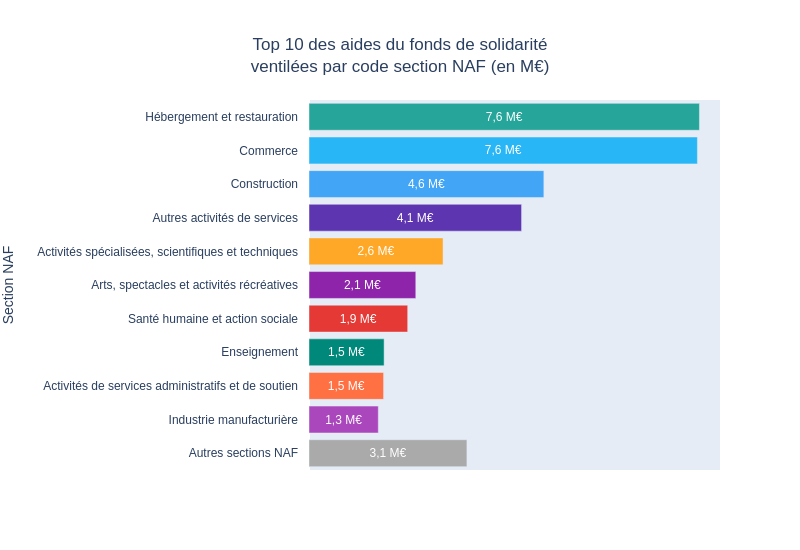 Top 10 des aides du fonds de solidarité
ventilées par code section NAF (en M€)
Section NAF
Hébergement et restauration 7,6 M€
Commerce 7,6 M€
Construction 4,6 M€
Autres activités de services 4,1 M€
Activités spécialisées, scientifiques et techniques 2,6 M€
Arts, spectacles et activités récréatives 2,1 M€
Santé humaine et action sociale 1,9 M€
Enseignement 1,5 M€
Activités de services administratifs et de soutien 1,5 M€
Industrie manufacturière 1,3 M€
Autres sections NAF 3,1 M€